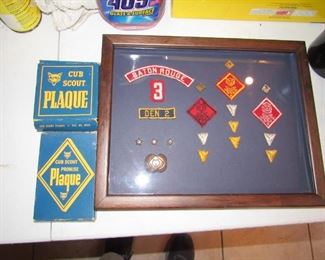 409
CUB SCOUT
PLAQUE
CUB SCOUT
PROMISE
Plaque
BATON ROUGE
3
DEN 2